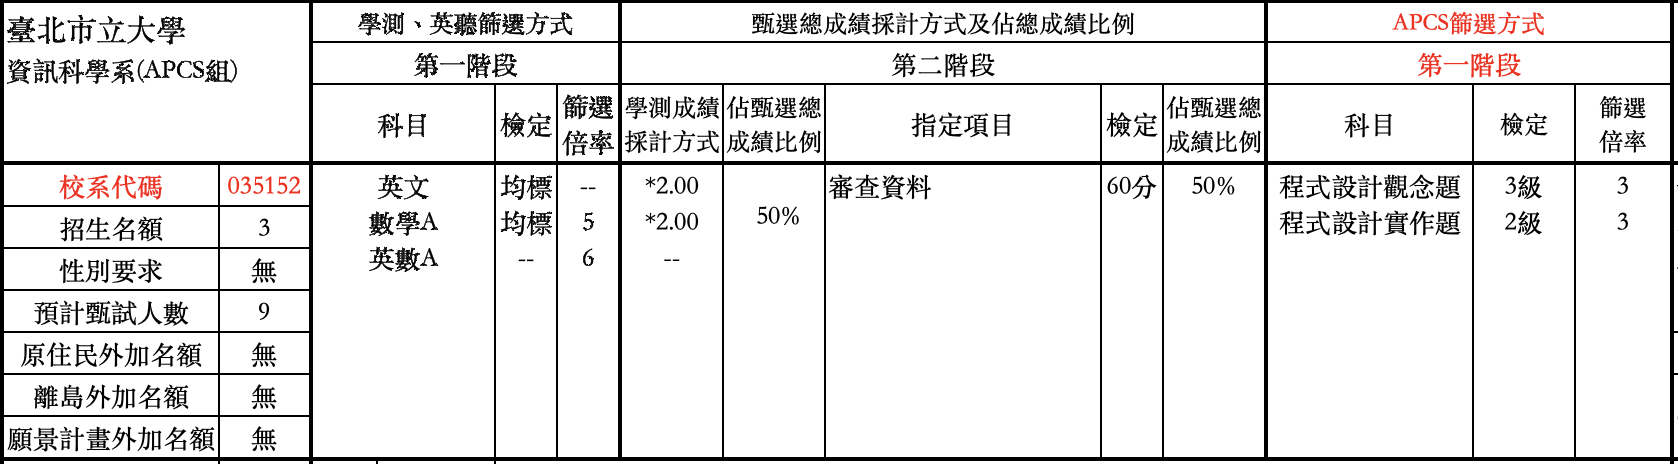 臺北市立大學
資訊科學系(APCS組)
學測、英聽篩選方式 甄選總成績採計方式及佔總成績比例 APCS篩選方式
第一階段 第二階段 第一階段
科目 檢定 篩選倍率 學測成績採計方式 佔甄選總成績比例 指定項目 檢定 佔甄選總成績比例 科目 檢定 篩選倍率
校系代碼 035152 英文 均標 -- *2.00 50% 審查資料 60分 50% 程式設計觀念題 3級 3
招生名額 3 數學A 均標 5 *2.00 程式設計實作題 2級 3
性別要求 無 英數A -- 6 --
預計甄試人數 9
原住民外加名額 無
離島外加名額 無
願景計畫外加名額 無